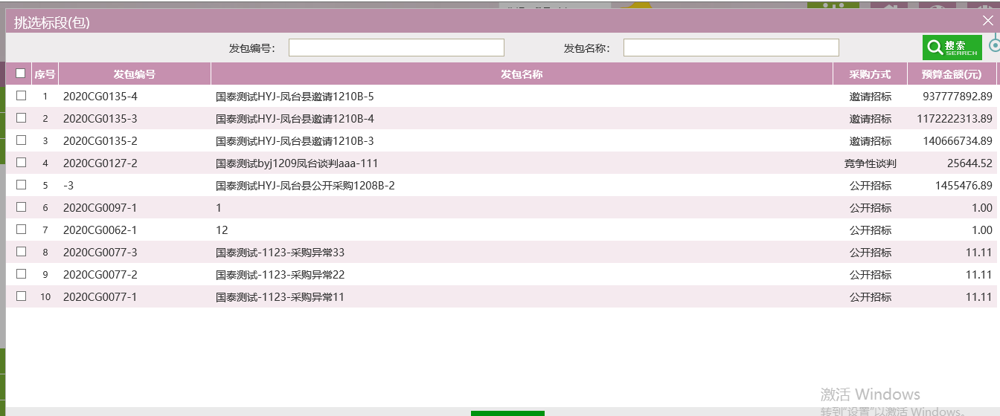 挑选标段(包)
发包编号： 发包名称： 搜索 SEARCH
序号 发包编号 发包名称 采购方式 预算金额(元)
1 2020CG0135-4 国泰测试HYJ-凤台县邀请1210B-5 邀请招标 937777892.89
2 2020CG0135-3 国泰测试HYJ-凤台县邀请1210B-4 邀请招标 1172222313.89
3 2020CG0135-2 国泰测试HYJ-凤台县邀请1210B-3 邀请招标 140666734.89
4 2020CG0127-2 国泰测试byj1209凤台谈判aaa-111 竞争性谈判 25644.52
5 -3 国泰测试HYJ-凤台县公开采购1208B-2 公开招标 1455476.89
6 2020CG0097-1 1 公开招标 1.00
7 2020CG0062-1 12 公开招标 1.00
8 2020CG0077-3 国泰测试-1123-采购异常33 公开招标 11.11
9 2020CG0077-2 国泰测试-1123-采购异常22 公开招标 11.11
10 2020CG0077-1 国泰测试-1123-采购异常11 公开招标 11.11
激活 Windows
转到"设置"以激活 Windows。